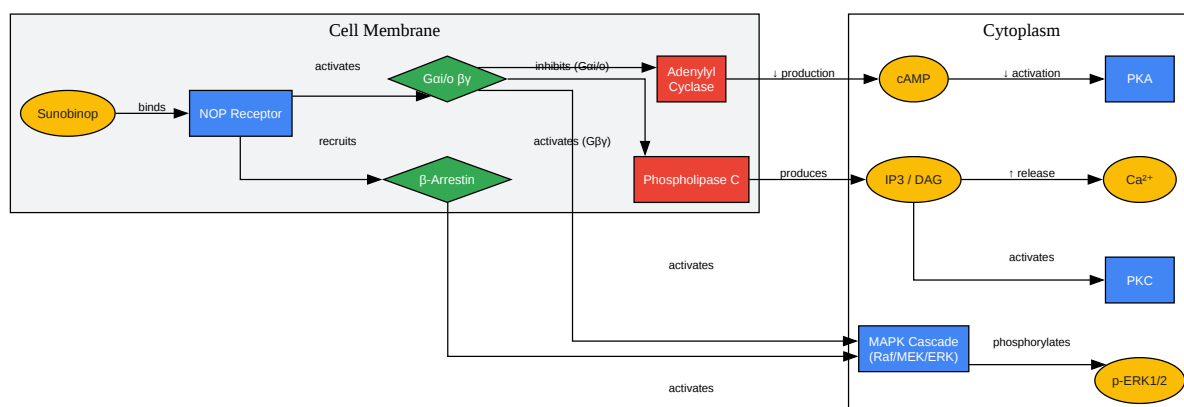 Cell Membrane
Cytoplasm
Sunobinop
binds
NOP Receptor
activates
Gαi/o βγ
inhibits (Gαi/o)
Adenylyl
Cyclase
↓ production
cAMP
↓ activation
PKA
recruits
β-Arrestin
activates (Gβγ)
Phospholipase C
produces
IP3 / DAG
↑ release
Ca²⁺
activates
activates
PKC
MAPK Cascade
(Raf/MEK/ERK)
phosphorylates
p-ERK1/2
activates